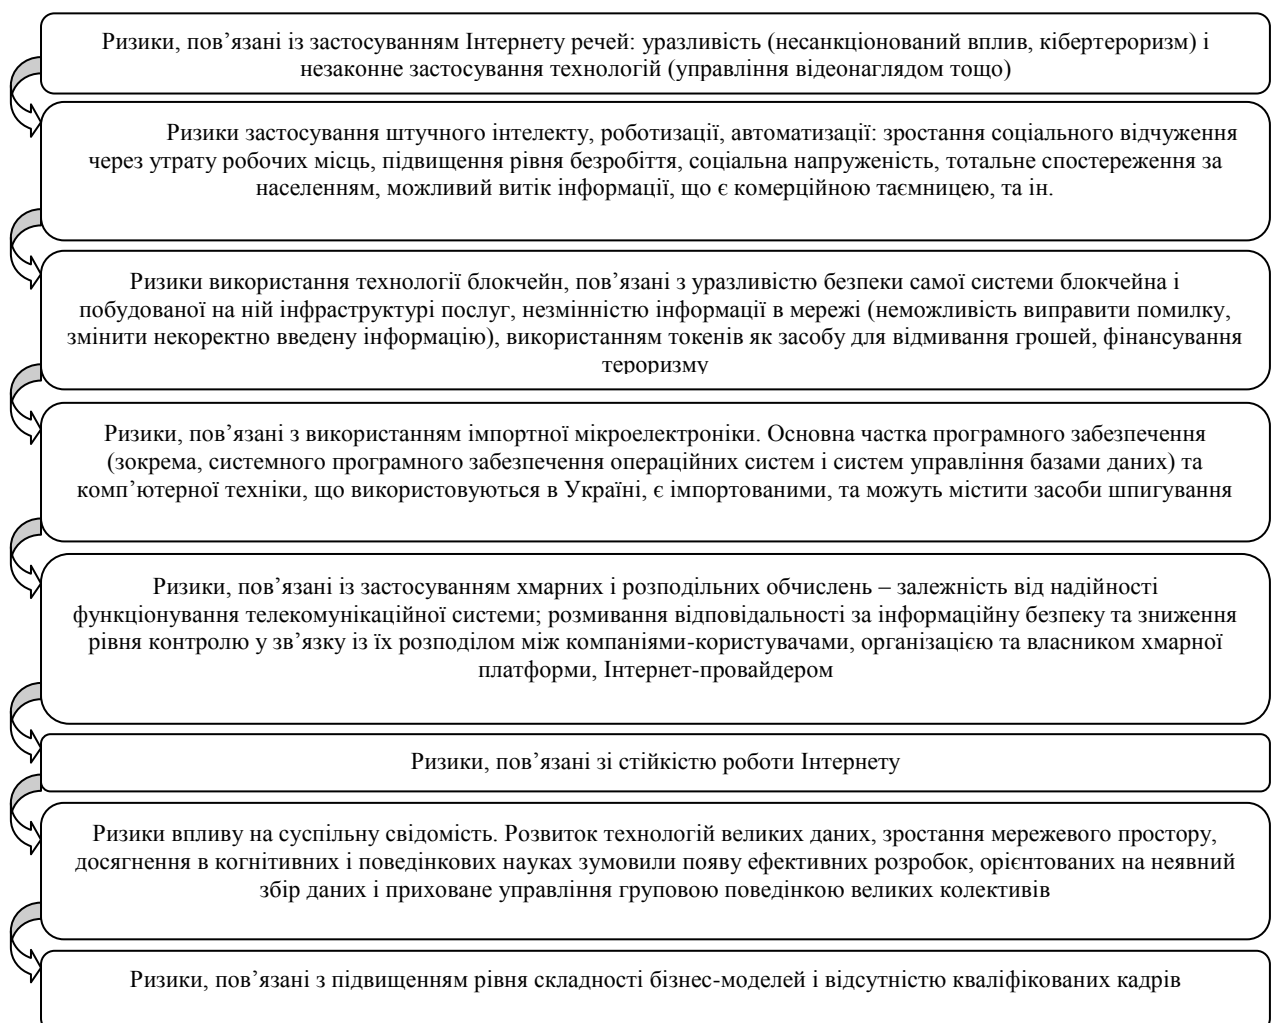 Ризики, пов’язані із застосуванням Інтернету речей: уразливість (несанкціонований вплив, кібертероризм) і
незаконне застосування технологій (управління відеонаглядом тощо)
Ризики застосування штучного інтелекту, роботизації, автоматизації: зростання соціального відчуження
через утрату робочих місць, підвищення рівня безробіття, соціальна напруженість, тотальне спостереження за
населенням, можливий витік інформації, що є комерційною таємницею, та ін.
Ризики використання технології блокчейн, пов’язані з уразливістю безпеки самої системи блокчейна і
побудованої на ній інфраструктурі послуг, незмінністю інформації в мережі (неможливість виправити помилку,
змінити некоректно введену інформацію), використанням токенів як засобу для відмивання грошей, фінансування
тероризму
Ризики, пов’язані з використанням імпортної мікроелектроніки. Основна частка програмного забезпечення
(зокрема, системного програмного забезпечення операційних систем і систем управління базами даних) та
комп’ютерної техніки, що використовуються в Україні, є імпортованими, та можуть містити засоби шпигування
Ризики, пов’язані із застосуванням хмарних і розподільних обчислень – залежність від надійності
функціонування телекомунікаційної системи; розмивання відповідальності за інформаційну безпеку та зниження
рівня контролю у зв’язку із їх розподілом між компаніями-користувачами, організацією та власником хмарної
платформи, Інтернет-провайдером
Ризики, пов’язані зі стійкістю роботи Інтернету
Ризики впливу на суспільну свідомість. Розвиток технологій великих даних, зростання мережевого простору,
досягнення в когнітивних і поведінкових науках зумовили появу ефективних розробок, орієнтованих на неявний
збір даних і приховане управління груповою поведінкою великих колективів
Ризики, пов’язані з підвищенням рівня складності бізнес-моделей і відсутністю кваліфікованих кадрів